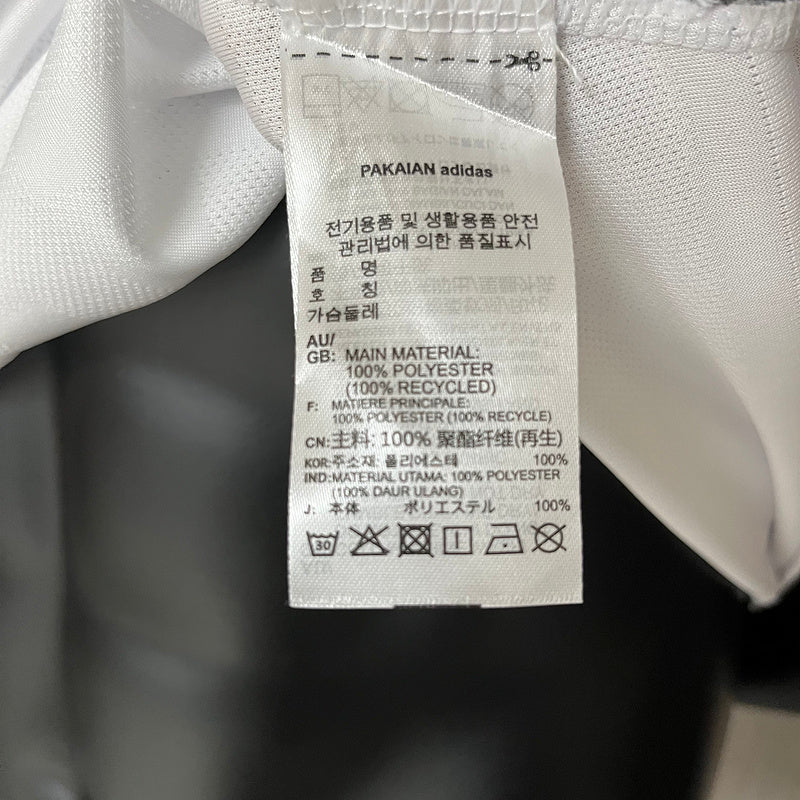 PAKAIAN adidas
전기용품 및 생활용품 안전
관리법에 의한 품질표시
품 명
호 칭
가슴둘레
AU/
GB: MAIN MATERIAL:
100% POLYESTER
(100% RECYCLED)
F: MATIERE PRINCIPALE:
100% POLYESTER (100% RECYCLE)
CN:主料: 100% 聚酯纤维(再生)
KOR:주소재: 폴리에스테 100%
IND:MATERIAL UTAMA: 100% POLYESTER
(100% DAUR ULANG)
J: 本体 ポリエステル 100%
30